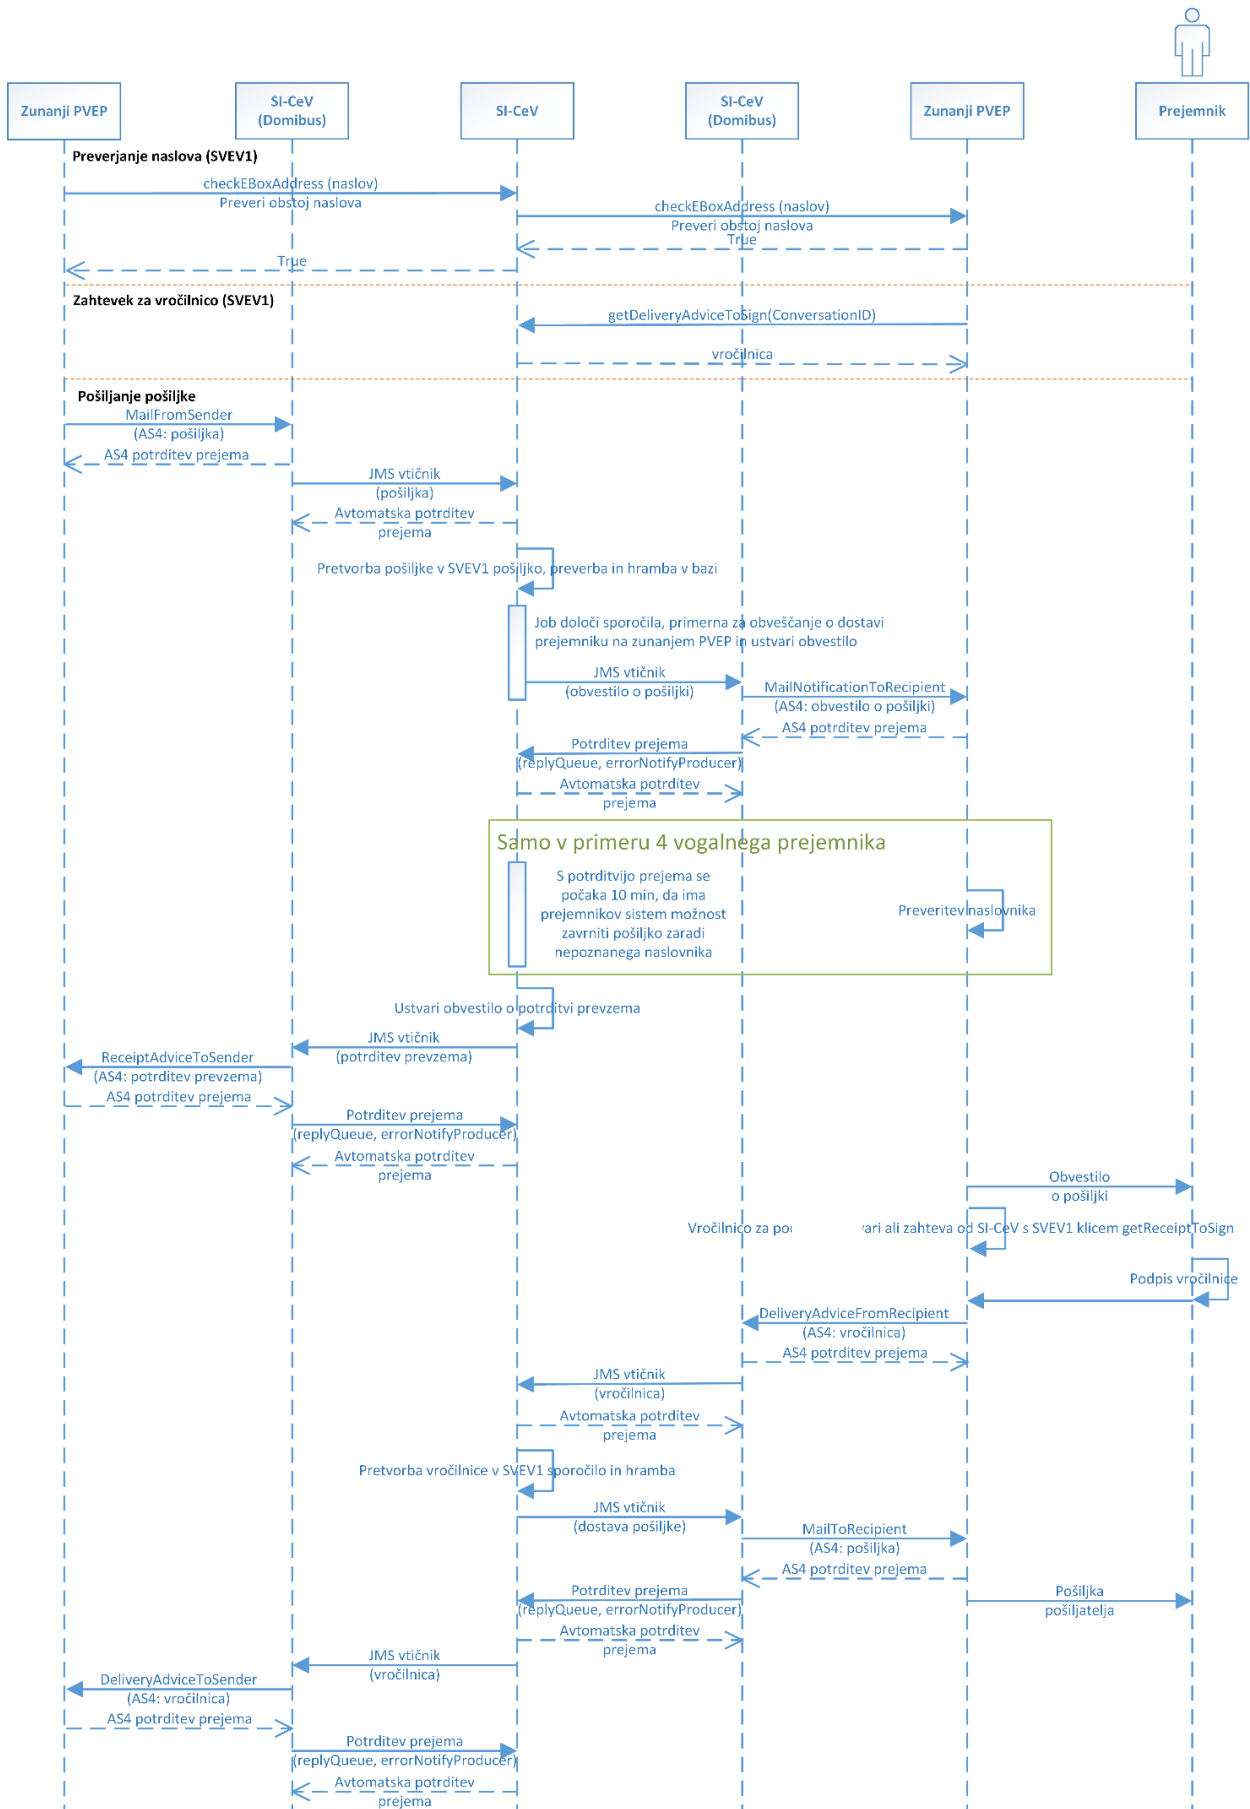 Zunanji PVEP
SI-CeV
(Domibus)
SI-CeV
SI-CeV
(Domibus)
Zunanji PVEP
Prejemnik
Preverjanje naslova (SVEV1)
checkEBoxAddress (naslov)
Preveri obstoj naslova
checkEBoxAddress (naslov)
Preveri obstoj naslova
True
True
Zahtevek za vročilnico (SVEV1)
getDeliveryAdviceToSign(ConversationID)
vročilnica
Pošiljanje pošiljke
MailFromSender
(AS4: pošiljka)
AS4 potrditev prejema
JMS vtičnik
(pošiljka)
Avtomatska potrditev
prejema
Pretvorba pošiljke v SVEV1 pošiljko, preverba in hramba v bazi
Job določi sporočila, primerna za obveščanje o dostavi
prejemniku na zunanjem PVEP in ustvari obvestilo
JMS vtičnik
(obvestilo o pošiljki)
MailNotificationToRecipient
(AS4: obvestilo o pošiljki)
AS4 potrditev prejema
Potrditev prejema
(replyQueue, errorNotifyProducer)
Avtomatska potrditev
prejema
Samo v primeru 4 vogalnega prejemnika
S potrditvijo prejema se
počaka 10 min, da ima
prejemnikov sistem možnost
zavrniti pošiljko zaradi
nepoznanega naslovnika
Preveritev naslovnika
Ustvari obvestilo o potrditvi prevzema
JMS vtičnik
(potrditev prevzema)
ReceiptAdviceToSender
(AS4: potrditev prevzema)
AS4 potrditev prejema
Potrditev prejema
(replyQueue, errorNotifyProducer)
Avtomatska potrditev
prejema
Obvestilo
o pošiljki
Vročilnico za ali zahteva od SI-CeV s SVEV1 klicem getReceiptToSign
Podpis vročilnice
DeliveryAdviceFromRecipient
(AS4: vročilnica)
AS4 potrditev prejema
JMS vtičnik
(vročilnica)
Avtomatska potrditev
prejema
Pretvorba vročilnice v SVEV1 sporočilo in hramba
JMS vtičnik
(dostava pošiljke)
MailToRecipient
(AS4: pošiljka)
AS4 potrditev prejema
Potrditev prejema
(replyQueue, errorNotifyProducer)
Pošiljka
pošiljatelja
Avtomatska potrditev
prejema
JMS vtičnik
(vročilnica)
DeliveryAdviceToSender
(AS4: vročilnica)
AS4 potrditev prejema
Potrditev prejema
(replyQueue, errorNotifyProducer)
Avtomatska potrditev
prejema